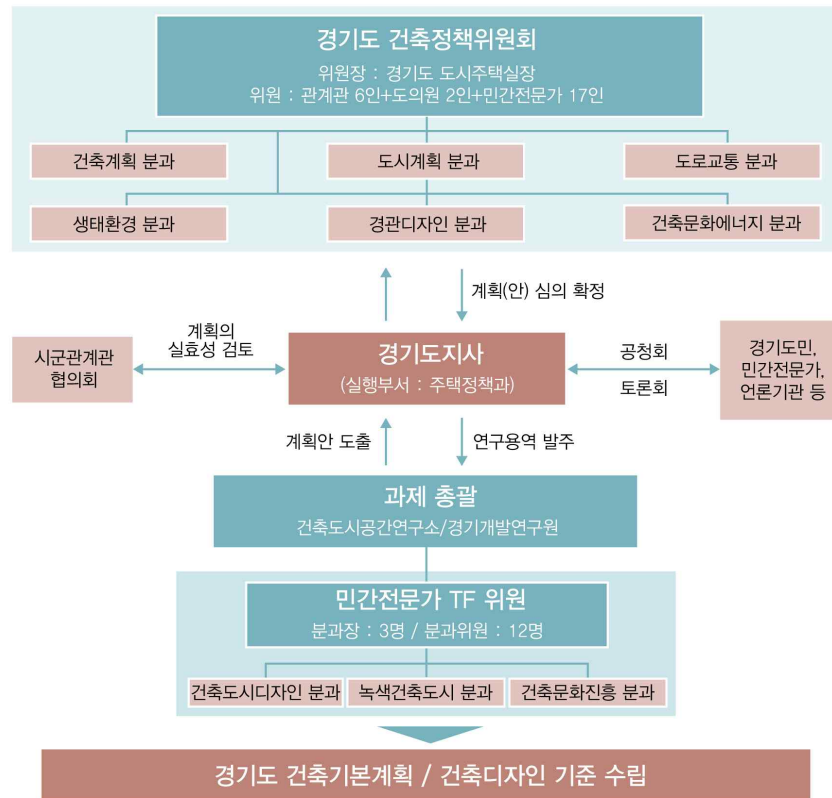 경기도 건축정책위원회
위원장 : 경기도 도시주택실장
위원 : 관계관 6인+도의원 2인+민간전문가 17인
건축계획 분과
도시계획 분과
도로교통 분과
생태환경 분과
경관디자인 분과
건축문화에너지 분과
계획(안) 심의 확정
시군관계관
협의회
계획의
실효성 검토
경기도지사
(실행부서 : 주택정책과)
공청회
토론회
경기도민,
민간전문가,
언론기관 등
계획안 도출
연구용역 발주
과제 총괄
건축도시공간연구소/경기개발연구원
민간전문가 TF 위원
분과장 : 3명 / 분과위원 : 12명
건축도시디자인 분과
녹색건축도시 분과
건축문화진흥 분과
경기도 건축기본계획 / 건축디자인 기준 수립